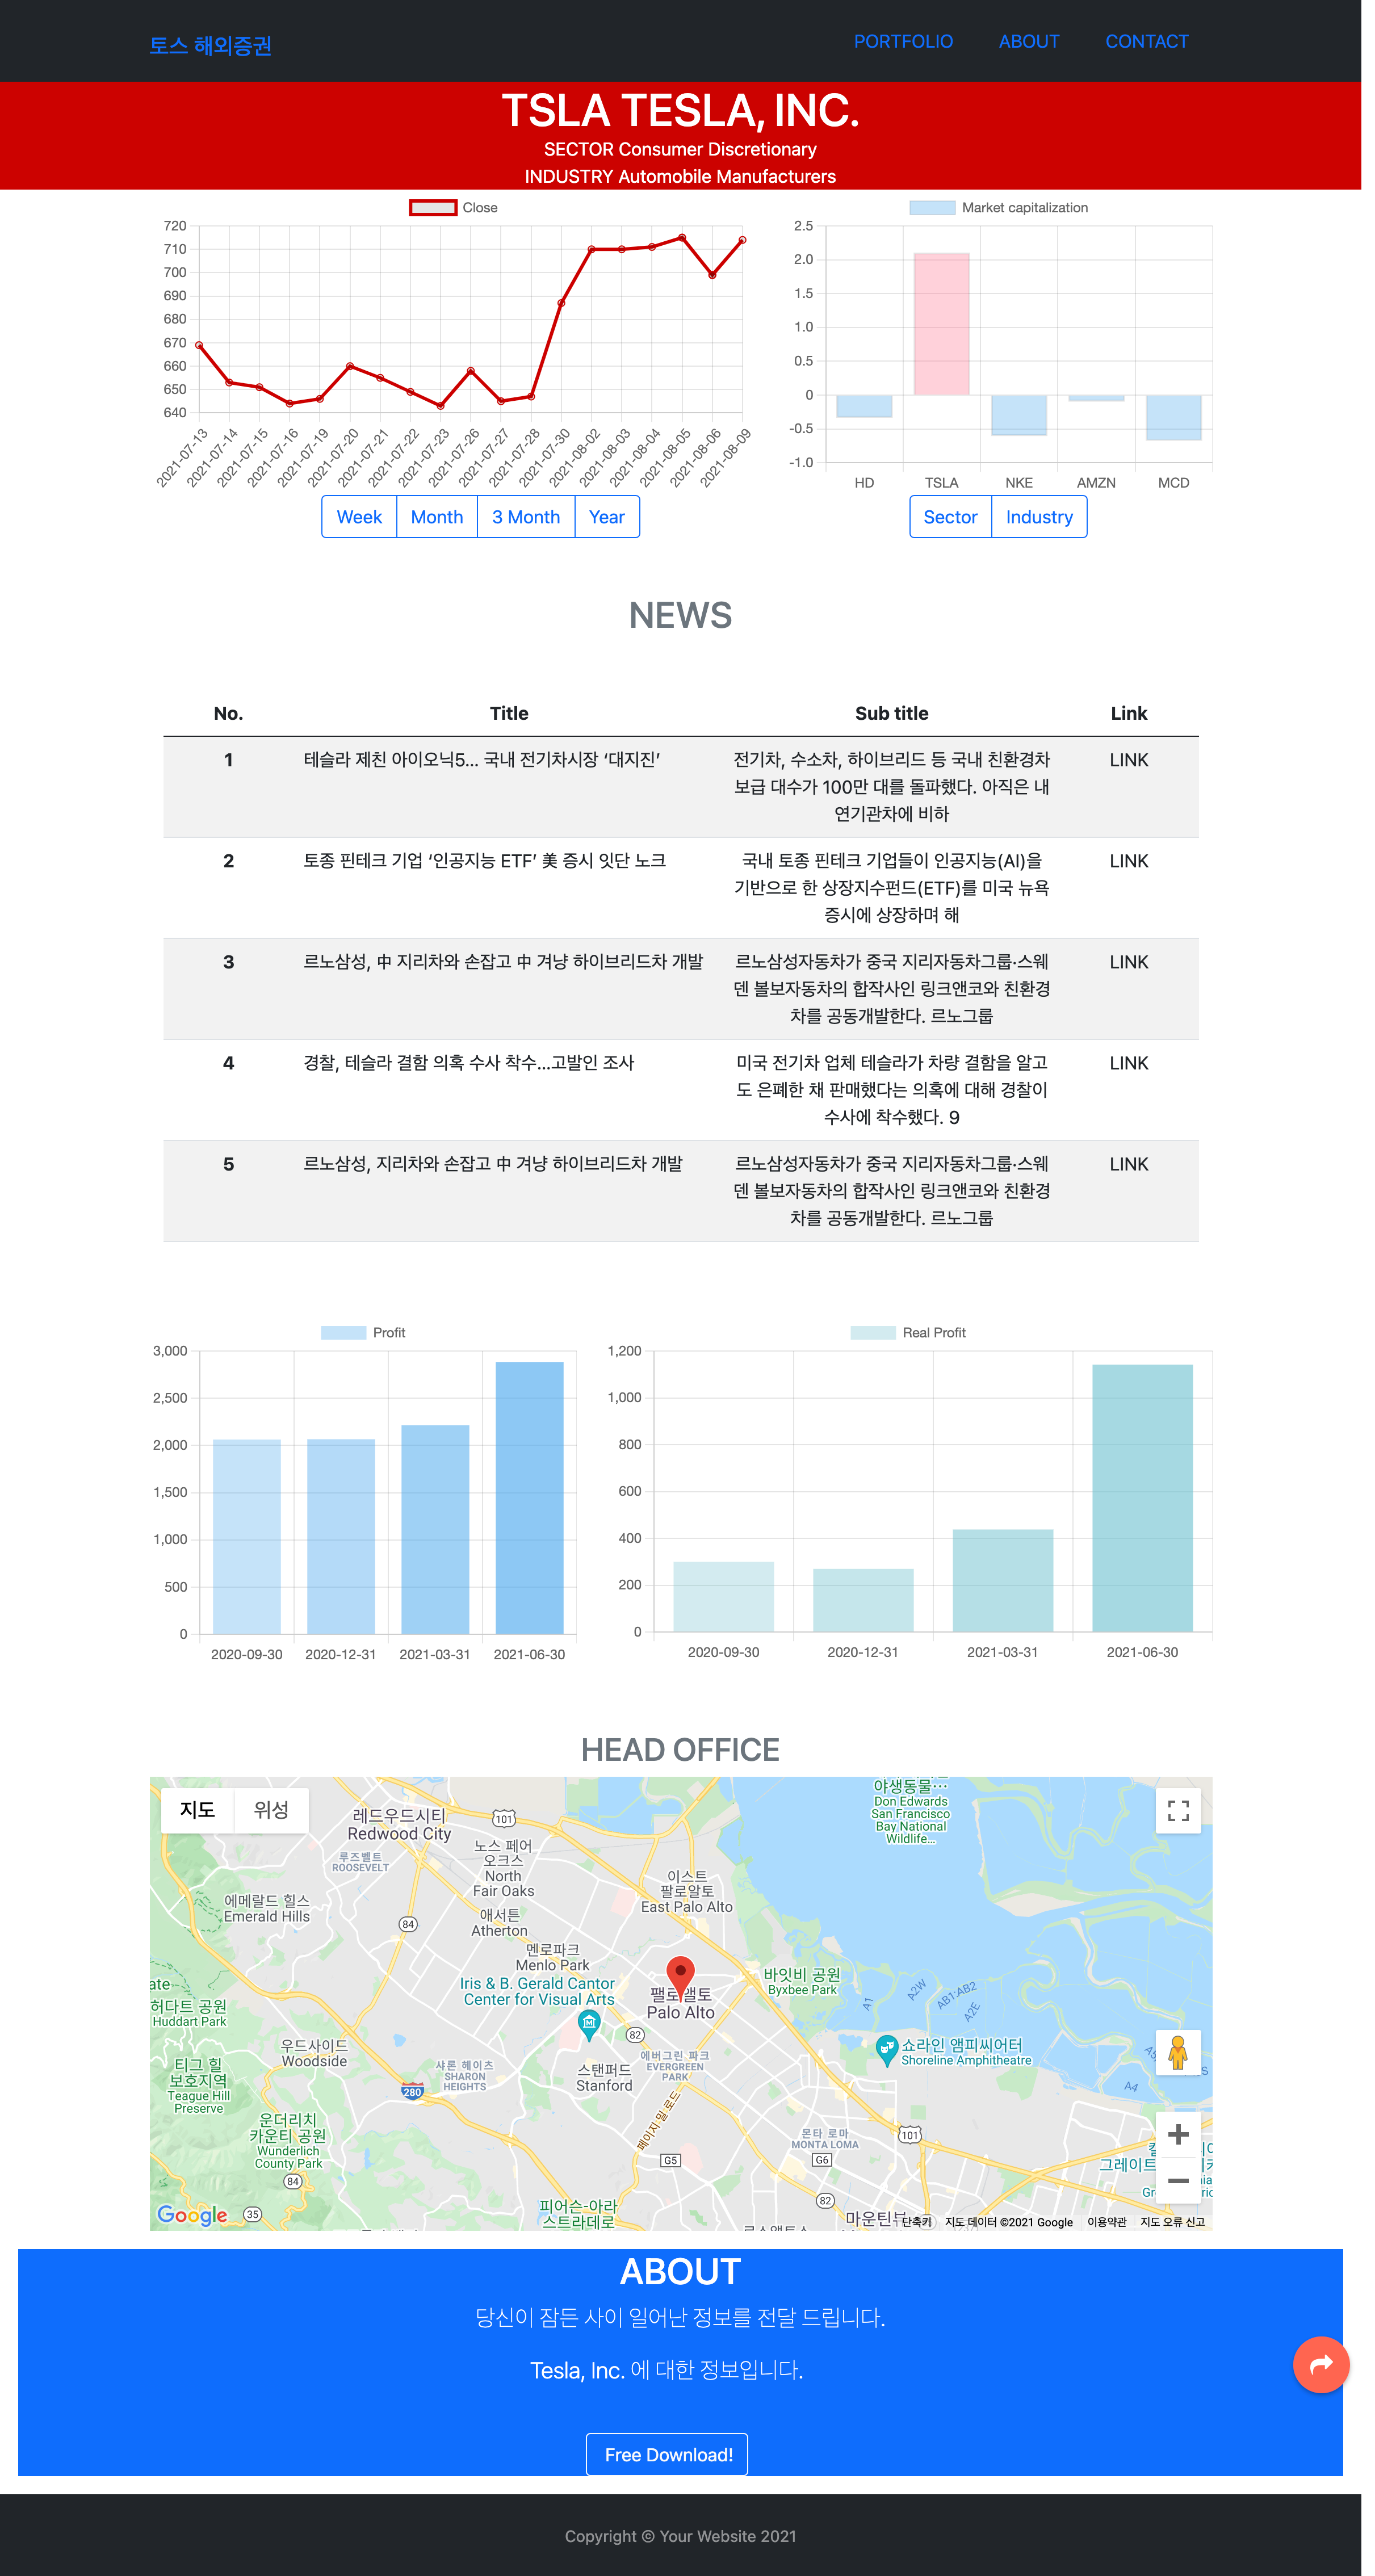 토스 해외증권
PORTFOLIO
ABOUT
CONTACT
TSLA TESLA, INC.
SECTOR Consumer Discretionary
INDUSTRY Automobile Manufacturers
Close
720
710
700
690
680
670
660
650
640
2021-07-13
2021-07-14
2021-07-15
2021-07-16
2021-07-19
2021-07-20
2021-07-21
2021-07-22
2021-07-23
2021-07-26
2021-07-27
2021-07-28
2021-07-30
2021-08-02
2021-08-03
2021-08-04
2021-08-05
2021-08-06
2021-08-09
Week
Month
3 Month
Year
Market capitalization
2.5
2.0
1.5
1.0
0.5
0
-0.5
-1.0
HD
TSLA
NKE
AMZN
MCD
Sector
Industry
NEWS
No. Title Sub title Link
1 테슬라 제친 아이오닉5… 국내 전기차시장 ‘대지진’ 전기차, 수소차, 하이브리드 등 국내 친환경차 LINK
보급 대수가 100만 대를 돌파했다. 아직은 내
연기관차에 비하
2 토종 핀테크 기업 ‘인공지능 ETF’ 美 증시 잇단 노크 국내 토종 핀테크 기업들이 인공지능(AI)을 LINK
기반으로 한 상장지수펀드(ETF)를 미국 뉴욕
증시에 상장하며 해
3 르노삼성, 中 지리차와 손잡고 中 겨냥 하이브리드차 개발 르노삼성자동차가 중국 지리자동차그룹·스웨 LINK
덴 볼보자동차의 합작사인 링크앤코와 친환경
차를 공동개발한다. 르노그룹
4 경찰, 테슬라 결함 의혹 수사 착수…고발인 조사 미국 전기차 업체 테슬라가 차량 결함을 알고 LINK
도 은폐한 채 판매했다는 의혹에 대해 경찰이
수사에 착수했다. 9
5 르노삼성, 지리차와 손잡고 中 겨냥 하이브리드차 개발 르노삼성자동차가 중국 지리자동차그룹·스웨 LINK
덴 볼보자동차의 합작사인 링크앤코와 친환경
차를 공동개발한다. 르노그룹
Profit
3,000
2,500
2,000
1,500
1,000
500
0
2020-09-30
2020-12-31
2021-03-31
2021-06-30
Real Profit
1,200
1,000
800
600
400
200
0
2020-09-30
2020-12-31
2021-03-31
2021-06-30
HEAD OFFICE
지도
위성
레드우드시티
Redwood City
101
야생동물…
Don Edwards
San Francisco
Bay National
Wildlife...
루즈벨트
ROOSEVELT
노스 페어
오크스
North
Fair Oaks
이스트
팔로알토
East Palo Alto
에메랄드 힐스
Emerald Hills
84
애서튼
Atherton
멘로파크
Menlo Park
Iris & B. Gerald Cantor
Center for Visual Arts
팰로앨토
Palo Alto
바잇비 공원
Byxbee Park
A1
A2W
AB1·AB2
A2E
ate
허다트 공원
Huddart Park
82
우드사이드
Woodside
샤론 헤이츠
SHARON
HEIGHTS
스탠퍼드
Stanford
에버그린 파크
EVERGREEN
PARK
쇼라인 앰피씨어터
Shoreline Amphitheatre
A4
티그 힐
보호지역
Teague Hill
Preserve
280
페이지 밀 로드
운더리치
카운티 공원
Wunderlich
County Park
84
몬타 로마
MONTA LOMA
101
G5
G6
그레이트
82
35
피어슨-아라
스트라데로
마운틴뷰
Google
단축키
지도 데이터 ©2021 Google
이용약관
지도 오류 신고
ABOUT
당신이 잠든 사이 일어난 정보를 전달 드립니다.
Tesla, Inc. 에 대한 정보입니다.
Free Download!
Copyright © Your Website 2021